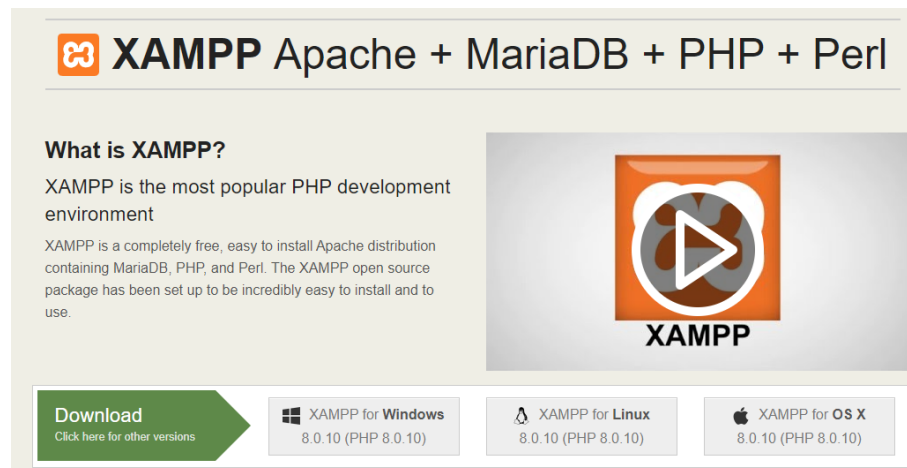 XAMPP Apache + MariaDB + PHP + Perl
What is XAMPP?
XAMPP is the most popular PHP development
environment
XAMPP is a completely free, easy to install Apache distribution
containing MariaDB, PHP, and Perl. The XAMPP open source
package has been set up to be incredibly easy to install and to
use.
XAMPP
Download
Click here for other versions
XAMPP for Windows
8.0.10 (PHP 8.0.10)
XAMPP for Linux
8.0.10 (PHP 8.0.10)
XAMPP for OS X
8.0.10 (PHP 8.0.10)